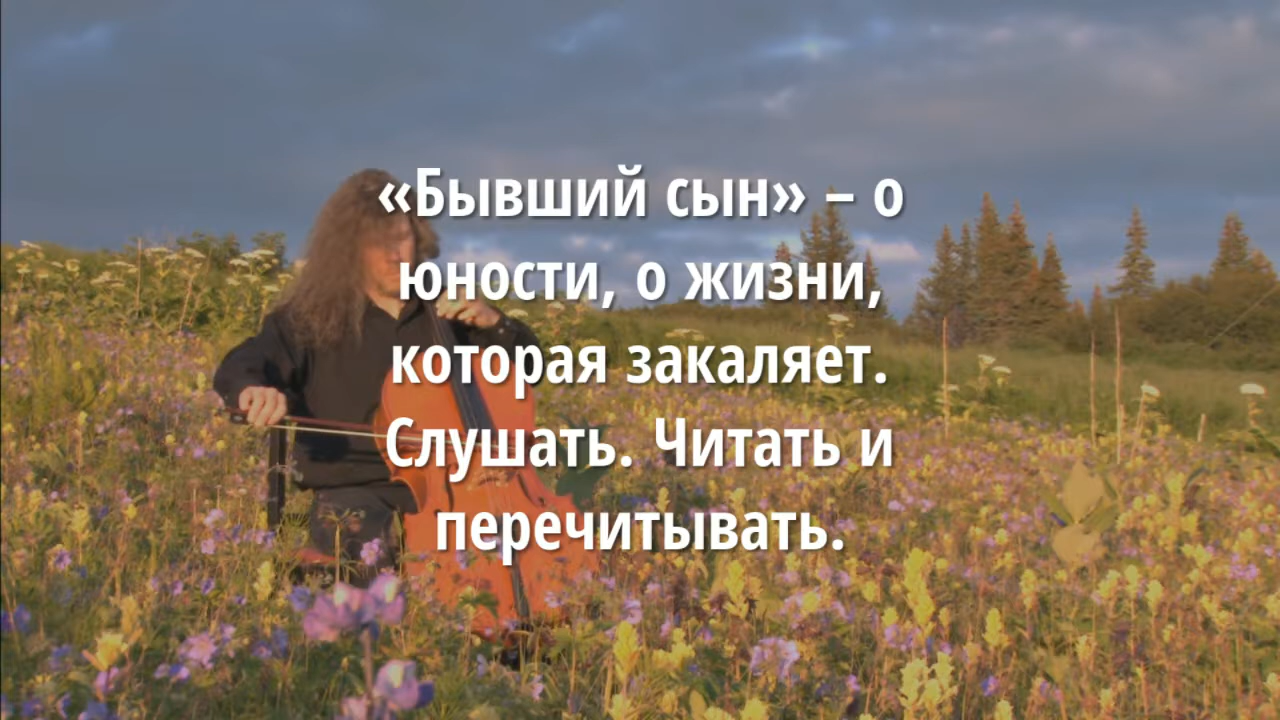 «Бывший сын» – о
юности, о жизни,
которая закаляет.
Слушать. Читать и
перечитывать.